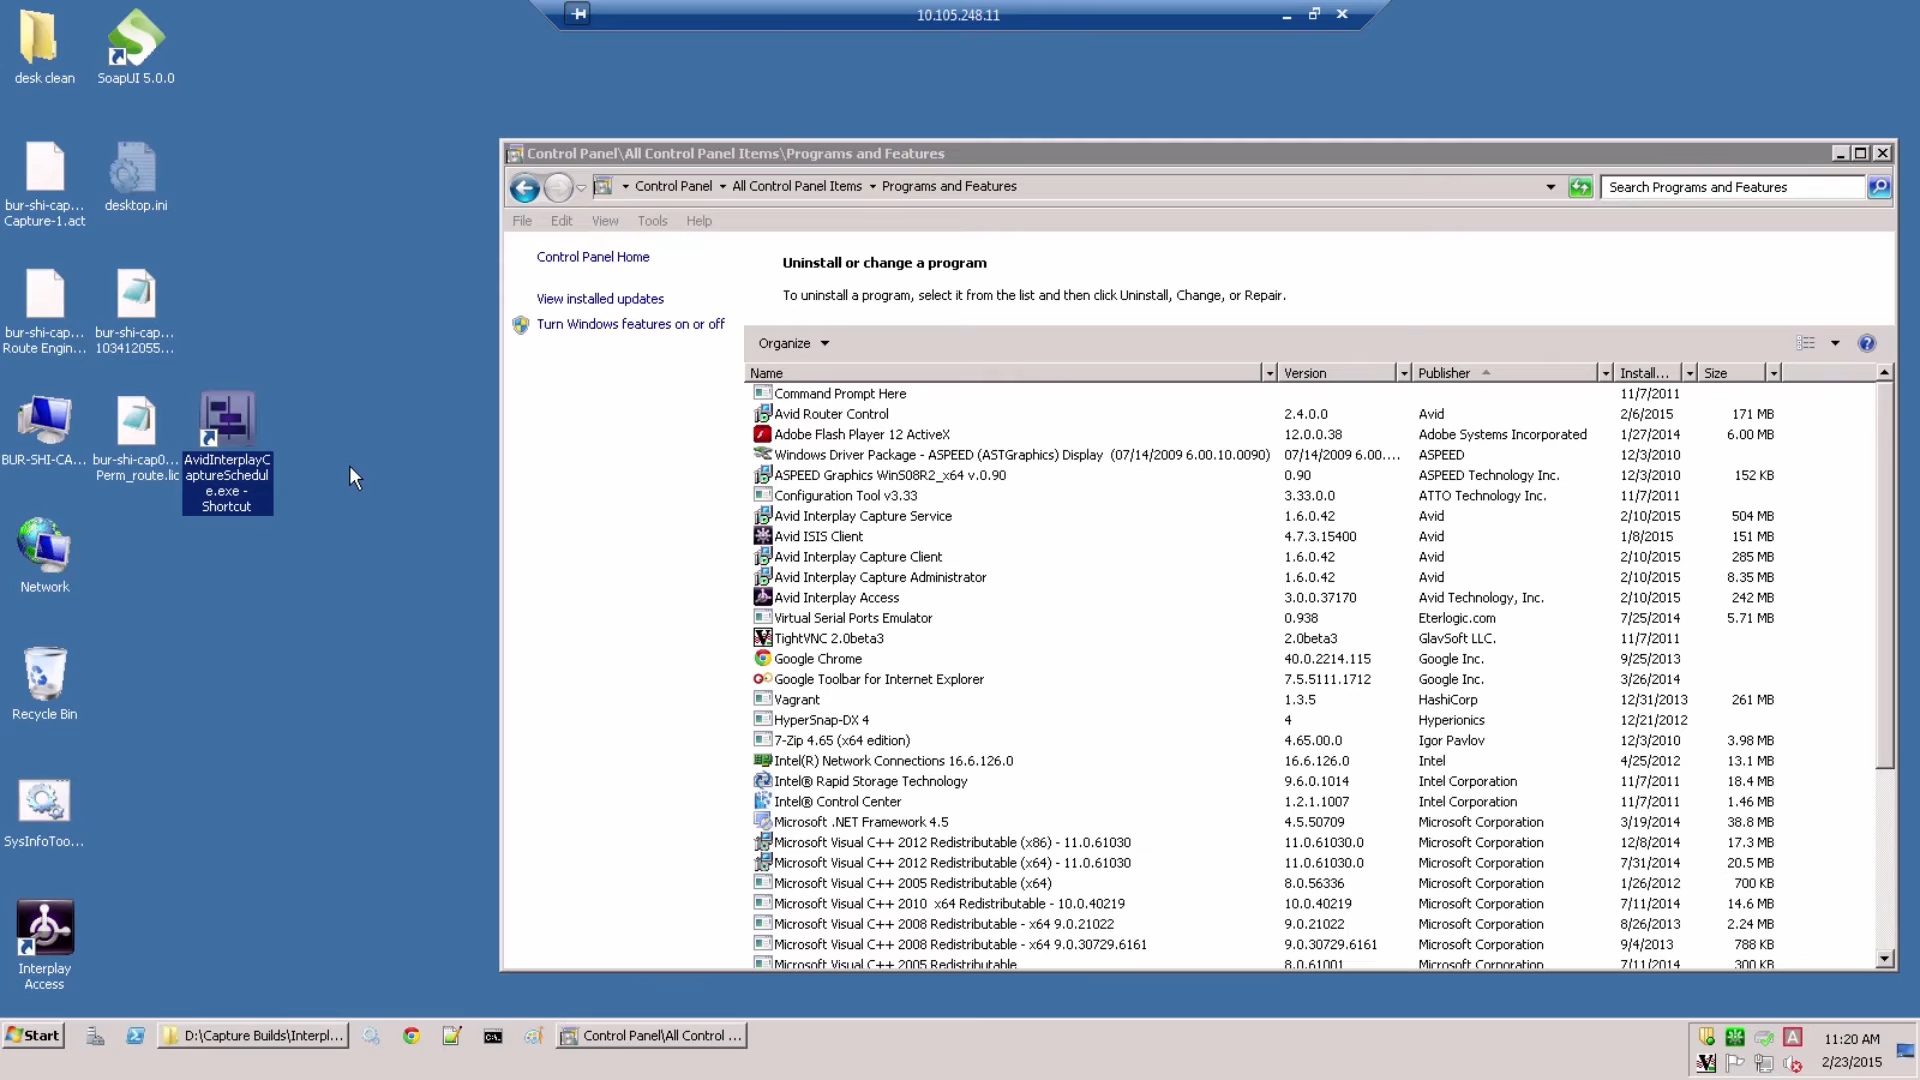 10.105.248.11
desk clean
SoapUI 5.0.0
bur-shi-cap...
Capture-1.act
desktop.ini
bur-shi-cap...
Route Engin...
bur-shi-cap...
103412055...
BUR-SHI-CA...
bur-shi-cap0...
Perm_route.lic
AvidInterplayC
aptureSchedul
e.exe -
Shortcut
Network
Recycle Bin
SysInfoToo...
Interplay
Access
Control Panel\All Control Panel Items\Programs and Features
Control Panel All Control Panel Items Programs and Features
Search Programs and Features
File Edit View Tools Help
Control Panel Home
View installed updates
Turn Windows features on or off
Uninstall or change a program
To uninstall a program, select it from the list and then click Uninstall, Change, or Repair.
Organize
Name Version Publisher Install... Size
Command Prompt Here 11/7/2011
Avid Router Control 2.4.0.0 Avid 2/6/2015 171 MB
Adobe Flash Player 12 ActiveX 12.0.0.38 Adobe Systems Incorporated 1/27/2014 6.00 MB
Windows Driver Package - ASPEED (ASTGraphics) Display (07/14/2009 6.00.10.0090) 07/14/2009 6.00.... ASPEED 12/3/2010
ASPEED Graphics WinS08R2_x64 v.0.90 0.90 ASPEED Technology Inc. 12/3/2010 152 KB
Configuration Tool v3.33 3.33.0.0 ATTO Technology Inc. 11/7/2011
Avid Interplay Capture Service 1.6.0.42 Avid 2/10/2015 504 MB
Avid ISIS Client 4.7.3.15400 Avid 1/8/2015 151 MB
Avid Interplay Capture Client 1.6.0.42 Avid 2/10/2015 285 MB
Avid Interplay Capture Administrator 1.6.0.42 Avid 2/10/2015 8.35 MB
Avid Interplay Access 3.0.0.37170 Avid Technology, Inc. 2/10/2015 242 MB
Virtual Serial Ports Emulator 0.938 Eterlogic.com 7/25/2014 5.71 MB
TightVNC 2.0beta3 2.0beta3 GlavSoft LLC. 11/7/2011
Google Chrome 40.0.2214.115 Google Inc. 9/25/2013
Google Toolbar for Internet Explorer 7.5.5111.1712 Google Inc. 3/26/2014
Vagrant 1.3.5 HashiCorp 12/31/2013 261 MB
HyperSnap-DX 4 4 Hyperionics 12/21/2012
7-Zip 4.65 (x64 edition) 4.65.00.0 Igor Pavlov 12/3/2010 3.98 MB
Intel(R) Network Connections 16.6.126.0 16.6.126.0 Intel 4/25/2012 13.1 MB
Intel® Rapid Storage Technology 9.6.0.1014 Intel Corporation 11/7/2011 18.4 MB
Intel® Control Center 1.2.1.1007 Intel Corporation 11/7/2011 1.46 MB
Microsoft .NET Framework 4.5 4.5.50709 Microsoft Corporation 3/19/2014 38.8 MB
Microsoft Visual C++ 2012 Redistributable (x86) - 11.0.61030 11.0.61030.0 Microsoft Corporation 12/8/2014 17.3 MB
Microsoft Visual C++ 2012 Redistributable (x64) - 11.0.61030 11.0.61030.0 Microsoft Corporation 7/31/2014 20.5 MB
Microsoft Visual C++ 2005 Redistributable (x64) 8.0.56336 Microsoft Corporation 1/26/2012 700 KB
Microsoft Visual C++ 2010 x64 Redistributable - 10.0.40219 10.0.40219 Microsoft Corporation 7/11/2014 14.6 MB
Microsoft Visual C++ 2008 Redistributable - x64 9.0.21022 9.0.21022 Microsoft Corporation 8/26/2013 2.24 MB
Microsoft Visual C++ 2008 Redistributable - x64 9.0.30729.6161 9.0.30729.6161 Microsoft Corporation 9/4/2013 788 KB
Microsoft Visual C++ 2005 Redistributable 8.0.61001 Microsoft Corporation 7/11/2014 300 KB
Start
D:\Capture Builds\Interpl...
Control Panel\All Control ...
11:20 AM
2/23/2015